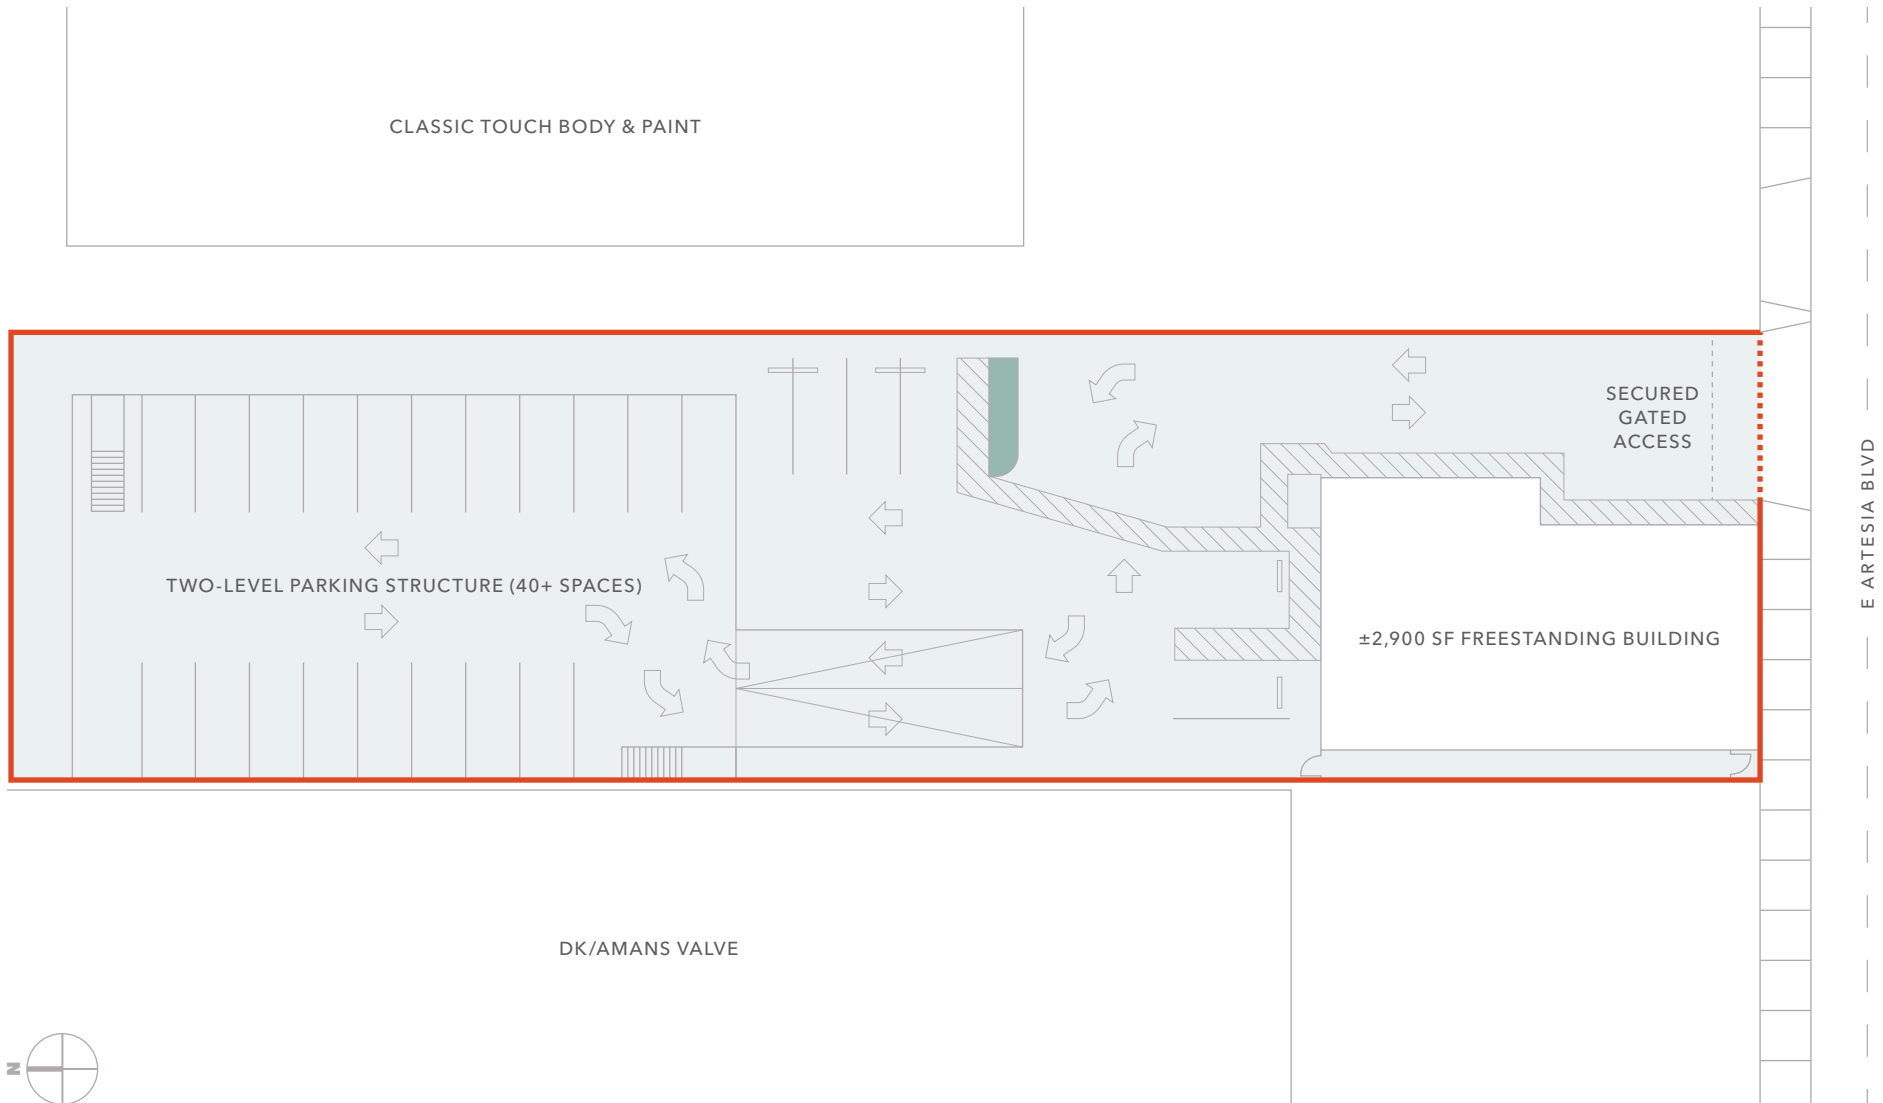 CLASSIC TOUCH BODY & PAINT
SECURED
GATED
ACCESS
E ARTESIA BLVD
TWO-LEVEL PARKING STRUCTURE (40+ SPACES)
±2,900 SF FREESTANDING BUILDING
DK/AMANS VALVE
N